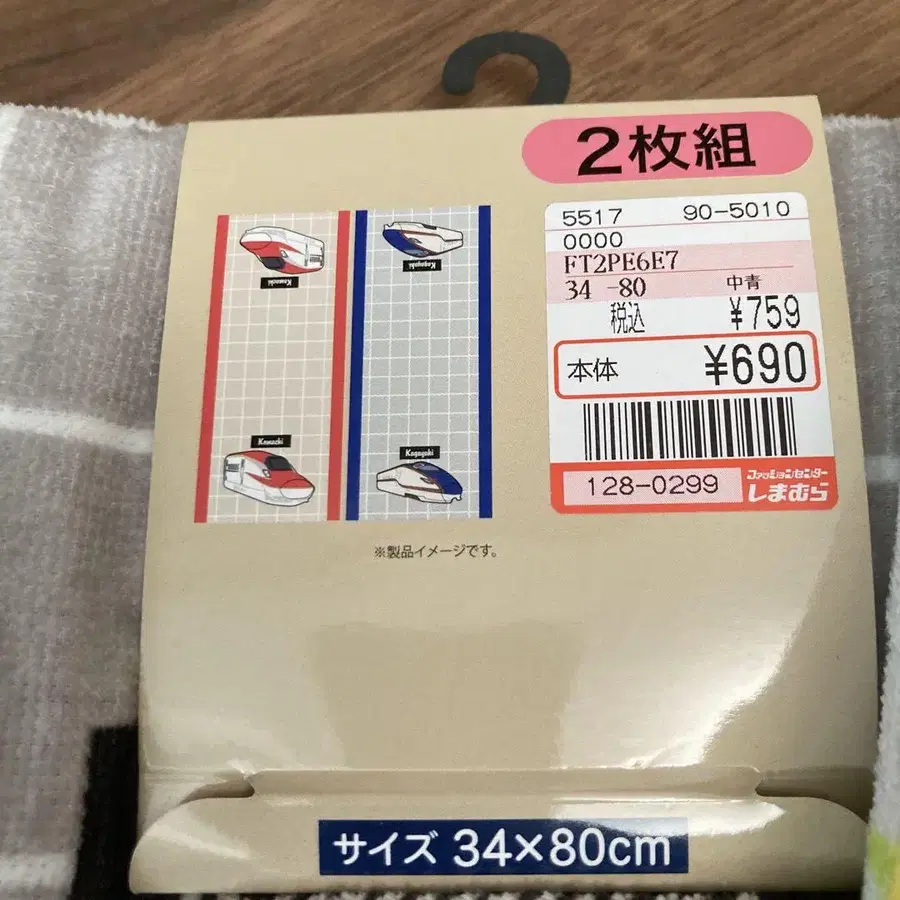 2枚組
5517 90-5010
0000
FT2PE6E7
34 -80 中青
税込 ¥759
本体 ¥690
128-0299
ファッションセンター
しまむら
Komachi
Kagayaki
Komachi
Kagayaki
※製品イメージです。
サイズ 34×80cm